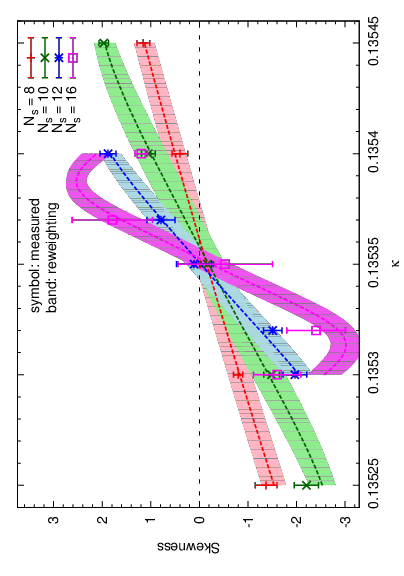 N_s = 8
N_s = 10
N_s = 12
N_s = 16
symbol: measured
band: reweighting
Skewness
3
2
1
0
-1
-2
-3
0.13525
0.1353
0.13535
0.1354
0.13545
κ